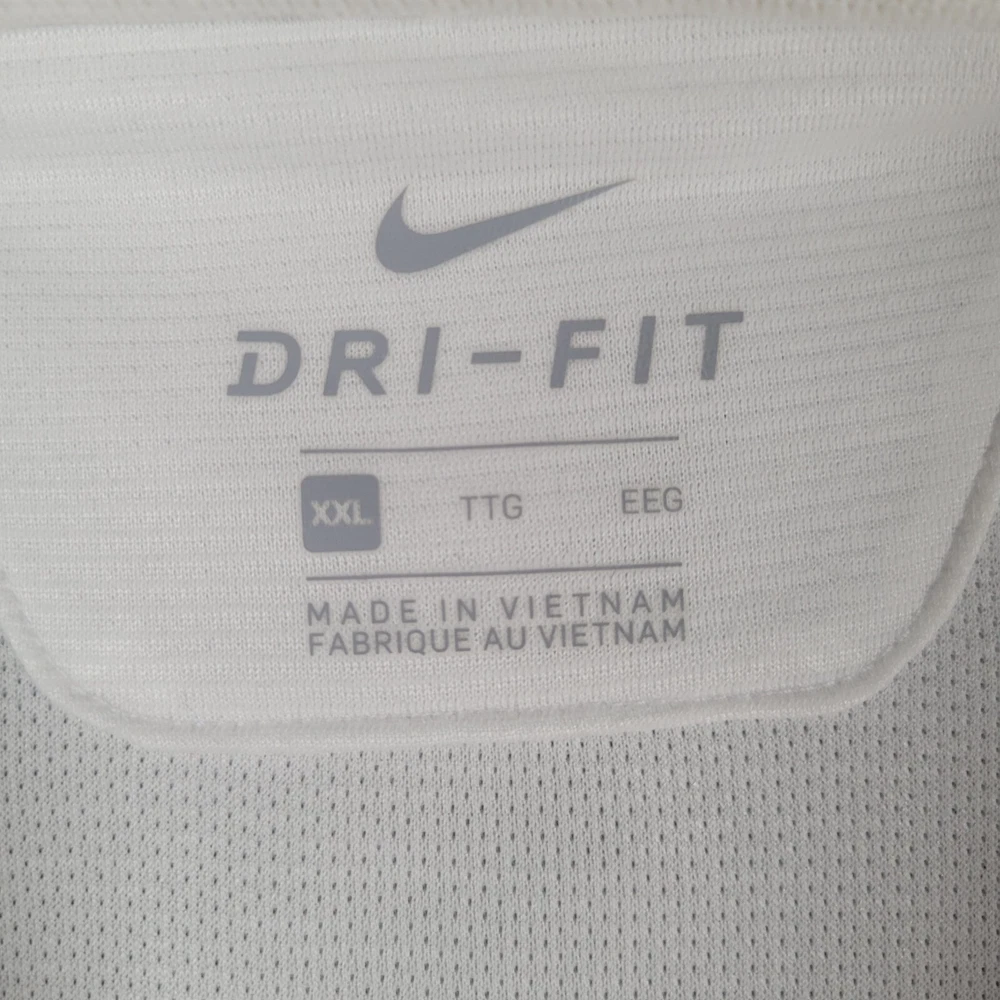 DRI-FIT
XXL TTG EEG
MADE IN VIETNAM
FABRIQUE AU VIETNAM